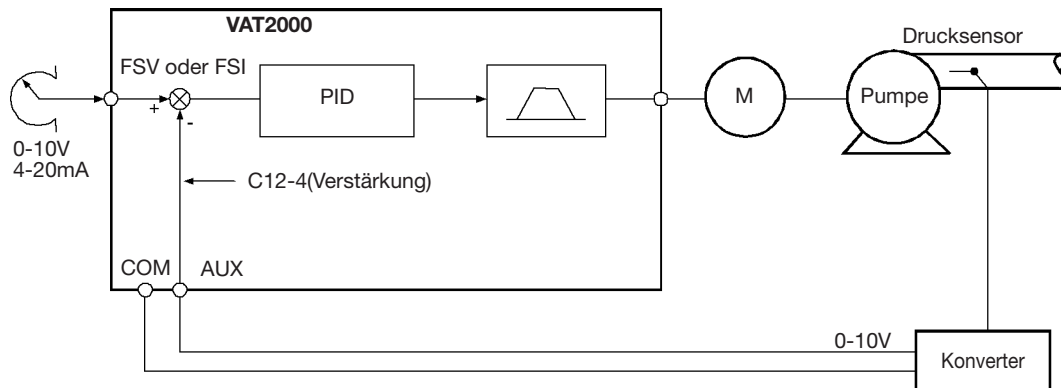 VAT2000
Drucksensor
FSV oder FSI
+
-
PID
M
Pumpe
0-10V
4-20mA
C12-4(Verstärkung)
COM
AUX
0-10V
Konverter